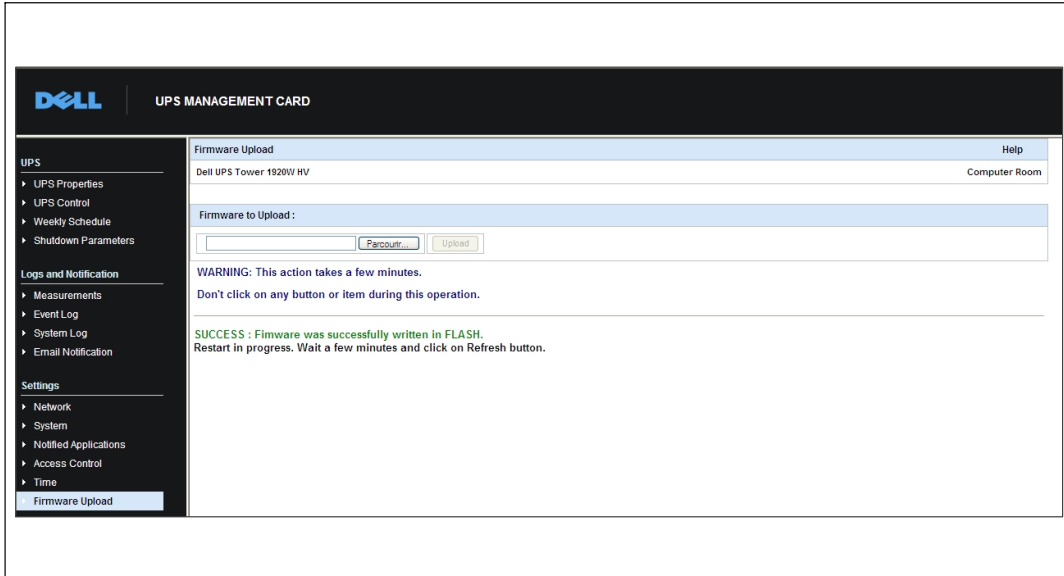 DELL
UPS MANAGEMENT CARD
UPS
UPS Properties
UPS Control
Weekly Schedule
Shutdown Parameters
Logs and Notification
Measurements
Event Log
System Log
Email Notification
Settings
Network
System
Notified Applications
Access Control
Time
Firmware Upload
Firmware Upload Help
Dell UPS Tower 1920W HV Computer Room
Firmware to Upload :
Parcourir... Upload
WARNING: This action takes a few minutes.
Don't click on any button or item during this operation.
SUCCESS : Fimware was successfully written in FLASH.
Restart in progress. Wait a few minutes and click on Refresh button.